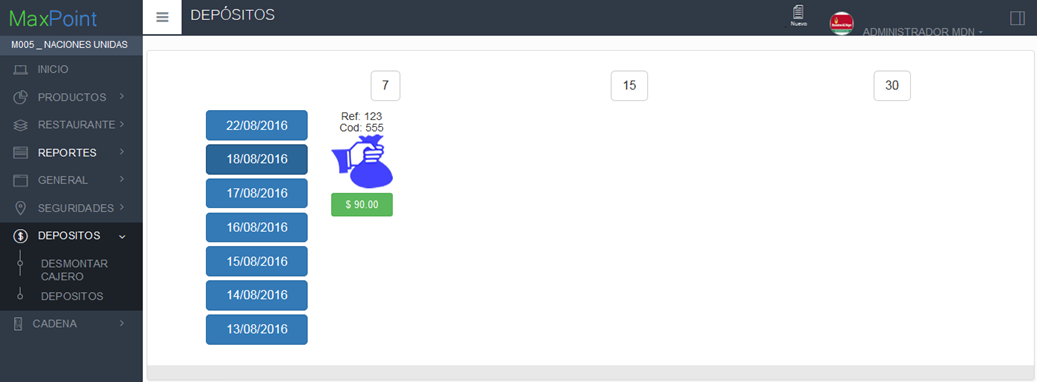 MaxPoint
DEPÓSITOS
Nuevo
ADMINISTRADOR MDN
M005 _ NACIONES UNIDAS
INICIO
PRODUCTOS
RESTAURANTE
REPORTES
GENERAL
SEGURIDADES
DEPOSITOS
DESMONTAR
CAJERO
DEPOSITOS
CADENA
7
15
30
22/08/2016
18/08/2016
17/08/2016
16/08/2016
15/08/2016
14/08/2016
13/08/2016
Ref: 123
Cod: 555
$ 90.00